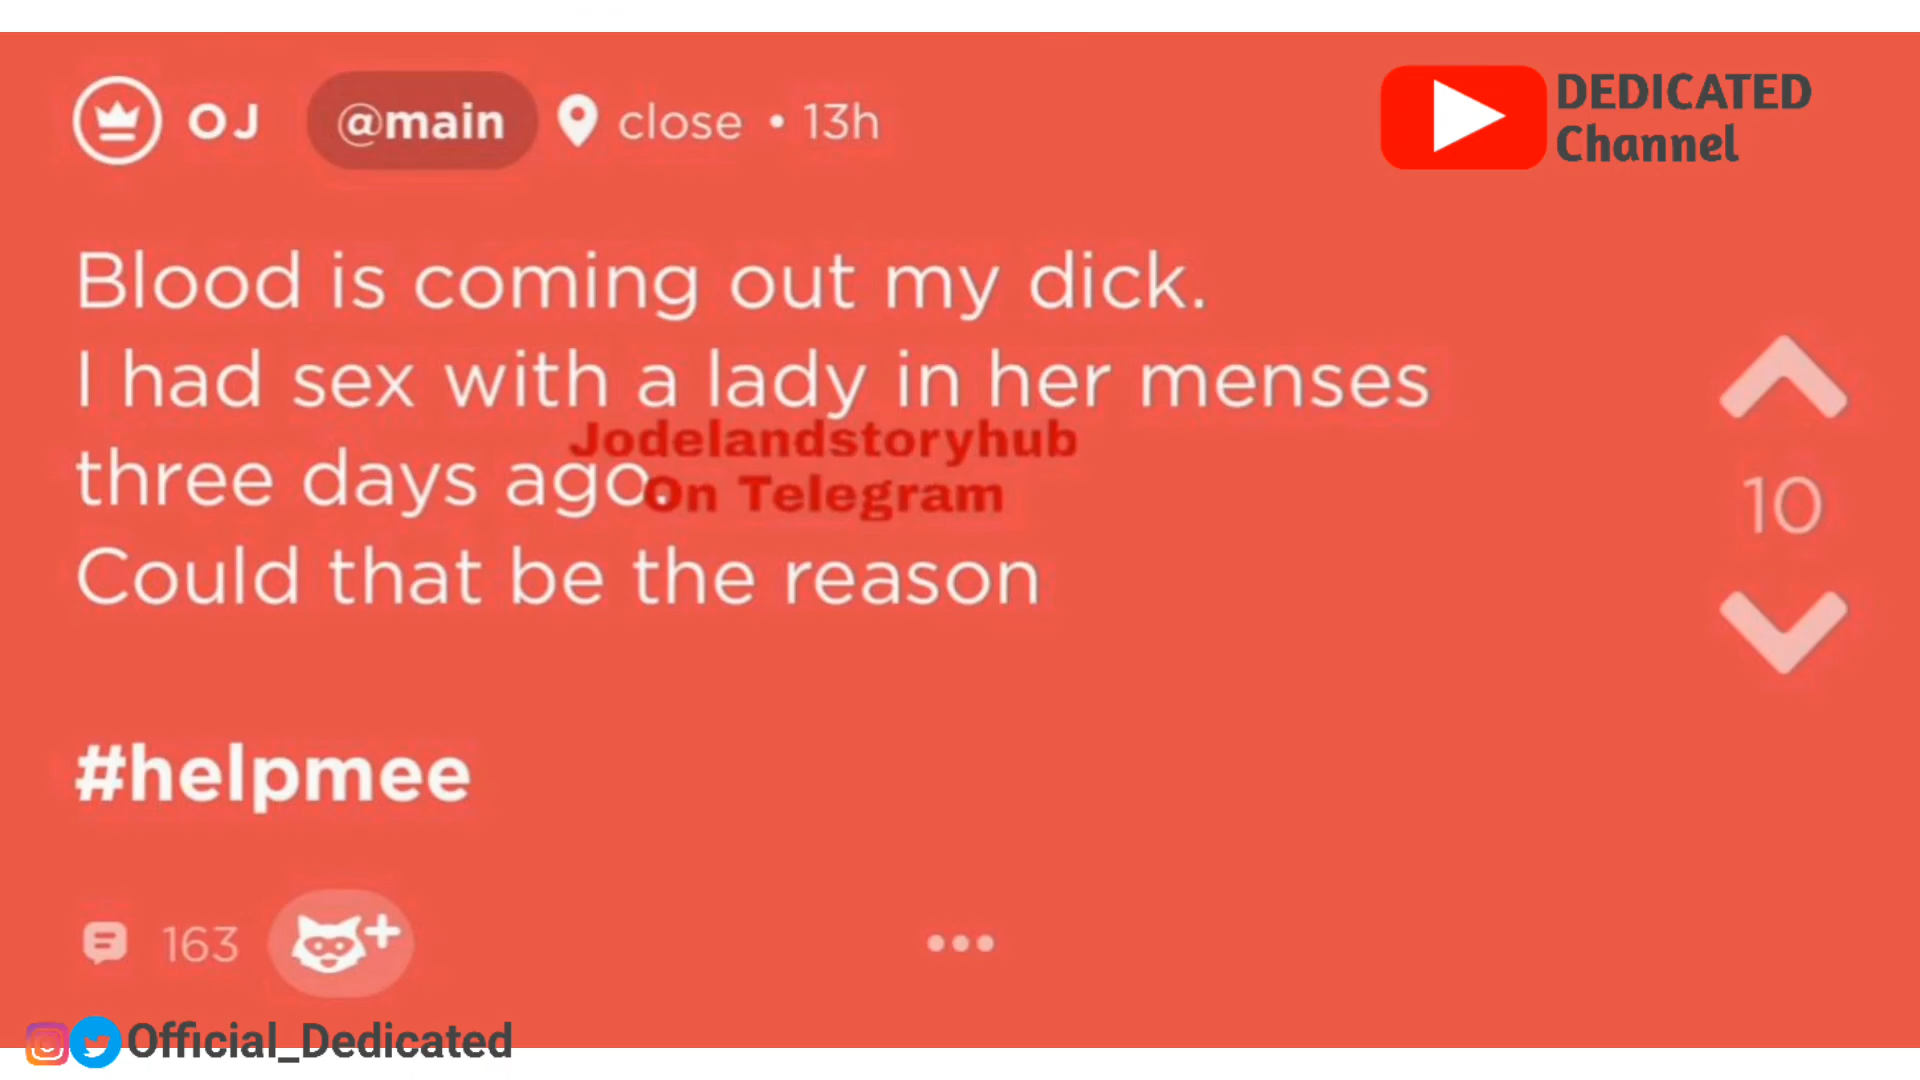 OJ @main close • 13h
DEDICATED
Channel
Blood is coming out my dick.
I had sex with a lady in her menses
Jodelandstoryhub
three days ago.
On Telegram
10
Could that be the reason
#helpmee
163
Official_Dedicated